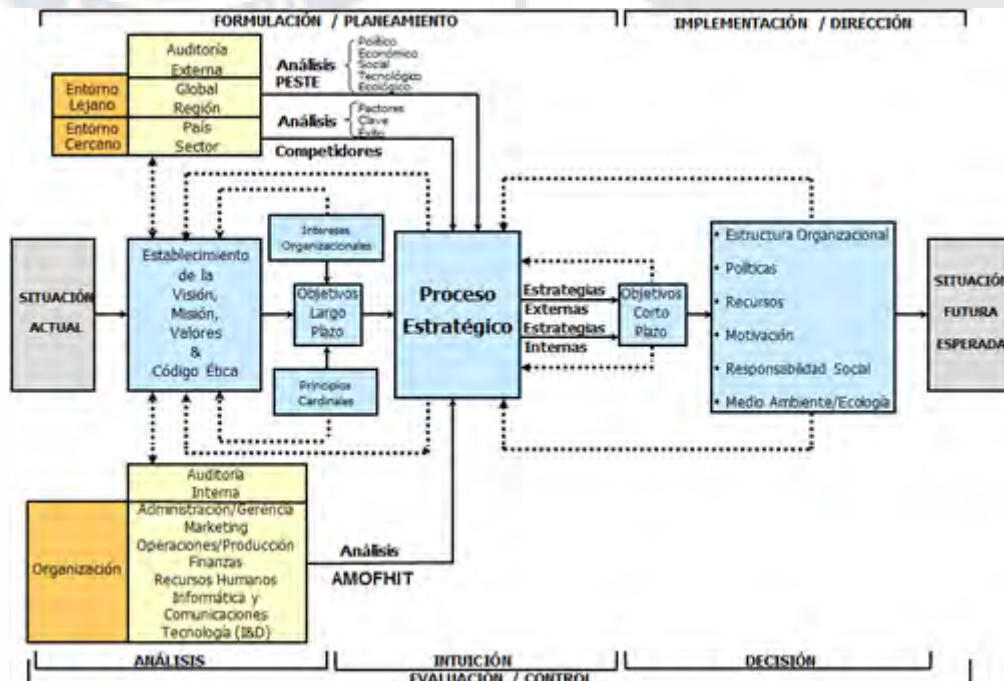 FORMULACIÓN / PLANEAMIENTO
IMPLEMENTACIÓN / DIRECCIÓN
Auditoría
Externa
Entorno
Lejano
Global
Región
Entorno
Cercano
País
Sector
Análisis
PESTE
Político
Económico
Social
Tecnológico
Ecológico
Análisis
Competidores
Factores
Clave
Éxito
SITUACIÓN
ACTUAL
Establecimiento
de la
Visión,
Misión,
Valores
&
Código Ética
Intereses
Organizacionales
Objetivos
Largo
Plazo
Principios
Cardinales
Proceso
Estratégico
Estrategias
Externas
Estrategias
Internas
Objetivos
Corto
Plazo
• Estructura Organizacional
• Políticas
• Recursos
• Motivación
• Responsabilidad Social
• Medio Ambiente/Ecología
SITUACIÓN
FUTURA
ESPERADA
Auditoría
Interna
Organización
Administración/Gerencia
Marketing
Operaciones/Producción
Finanzas
Recursos Humanos
Informática y
Comunicaciones
Tecnología (I&D)
Análisis
AMOFHIT
ANÁLISIS
INTUICIÓN
DECISIÓN
EVALUACIÓN / CONTROL